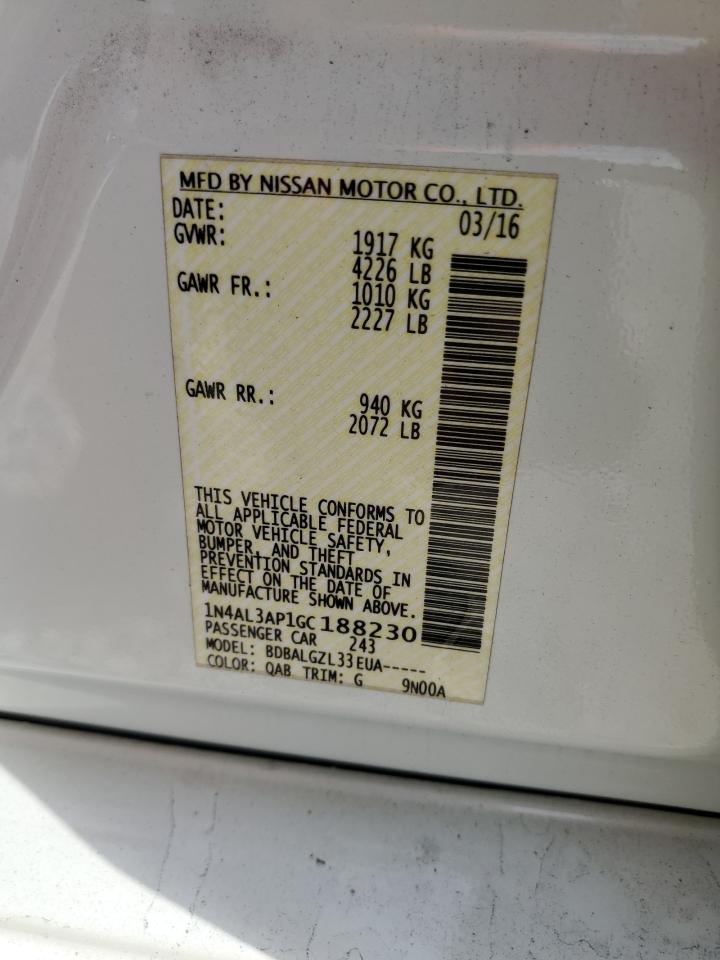 MFD BY NISSAN MOTOR CO., LTD.
DATE: 03/16
GVWR: 1917 KG
4226 LB
GAWR FR.: 1010 KG
2227 LB
GAWR RR.: 940 KG
2072 LB
THIS VEHICLE CONFORMS TO
ALL APPLICABLE FEDERAL
MOTOR VEHICLE SAFETY,
BUMPER, AND THEFT
PREVENTION STANDARDS IN
EFFECT ON THE DATE OF
MANUFACTURE SHOWN ABOVE.
1N4AL3AP1GC188230
PASSENGER CAR 243
MODEL: BDBALGZL33EUA-----
COLOR: QAB TRIM: G 9N00A